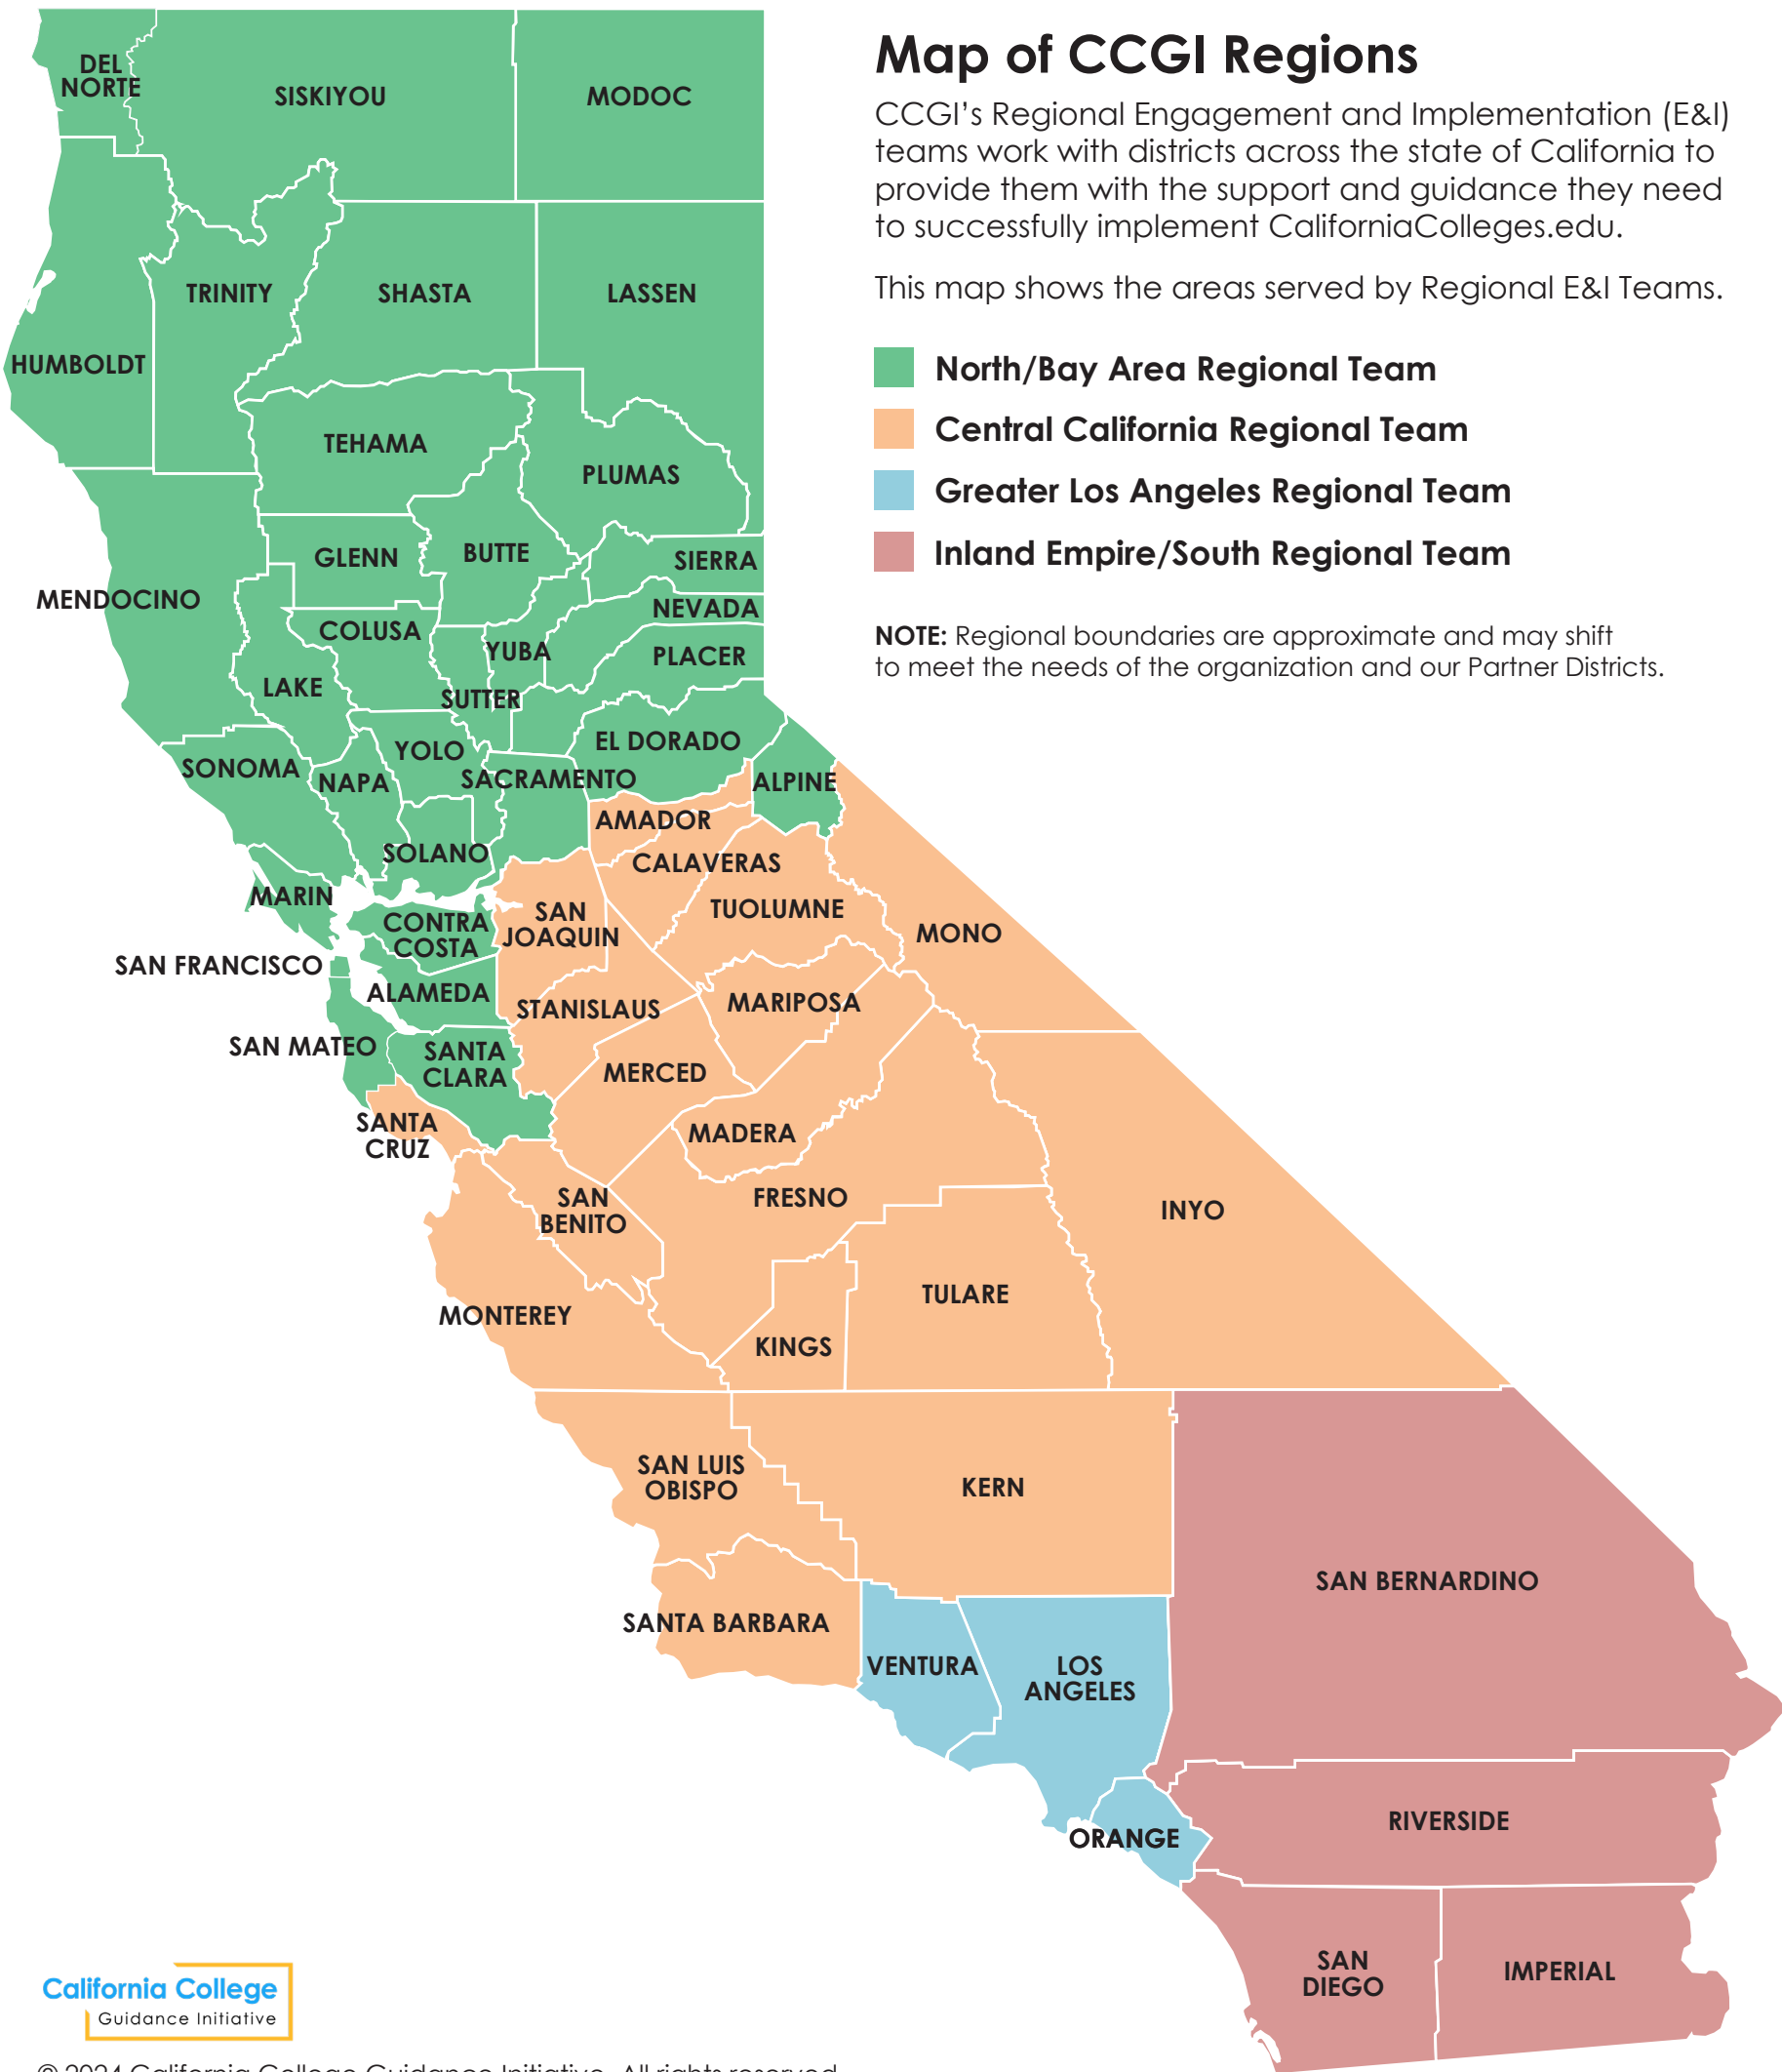 Map of CCGI Regions
CCGI's Regional Engagement and Implementation (E&I)
teams work with districts across the state of California to
provide them with the support and guidance they need
to successfully implement CaliforniaColleges.edu.
This map shows the areas served by Regional E&I Teams.
North/Bay Area Regional Team
Central California Regional Team
Greater Los Angeles Regional Team
Inland Empire/South Regional Team
NOTE: Regional boundaries are approximate and may shift
to meet the needs of the organization and our Partner Districts.
DEL
NORTE
SISKIYOU
MODOC
TRINITY
SHASTA
LASSEN
HUMBOLDT
TEHAMA
PLUMAS
GLENN
BUTTE
SIERRA
MENDOCINO
NEVADA
COLUSA
YUBA
PLACER
LAKE
SUTTER
EL DORADO
YOLO
SONOMA
NAPA
SACRAMENTO
ALPINE
AMADOR
SOLANO
CALAVERAS
MARIN
TUOLUMNE
CONTRA
COSTA
SAN
JOAQUIN
MONO
SAN FRANCISCO
ALAMEDA
STANISLAUS
MARIPOSA
SAN MATEO
SANTA
CLARA
MERCED
SANTA
CRUZ
MADERA
SAN
BENITO
FRESNO
INYO
TULARE
MONTEREY
KINGS
SAN LUIS
OBISPO
KERN
SAN BERNARDINO
SANTA BARBARA
VENTURA
LOS
ANGELES
RIVERSIDE
ORANGE
SAN
DIEGO
IMPERIAL
California College
Guidance Initiative
© 2024 California College Guidance Initiative. All rights reserved.